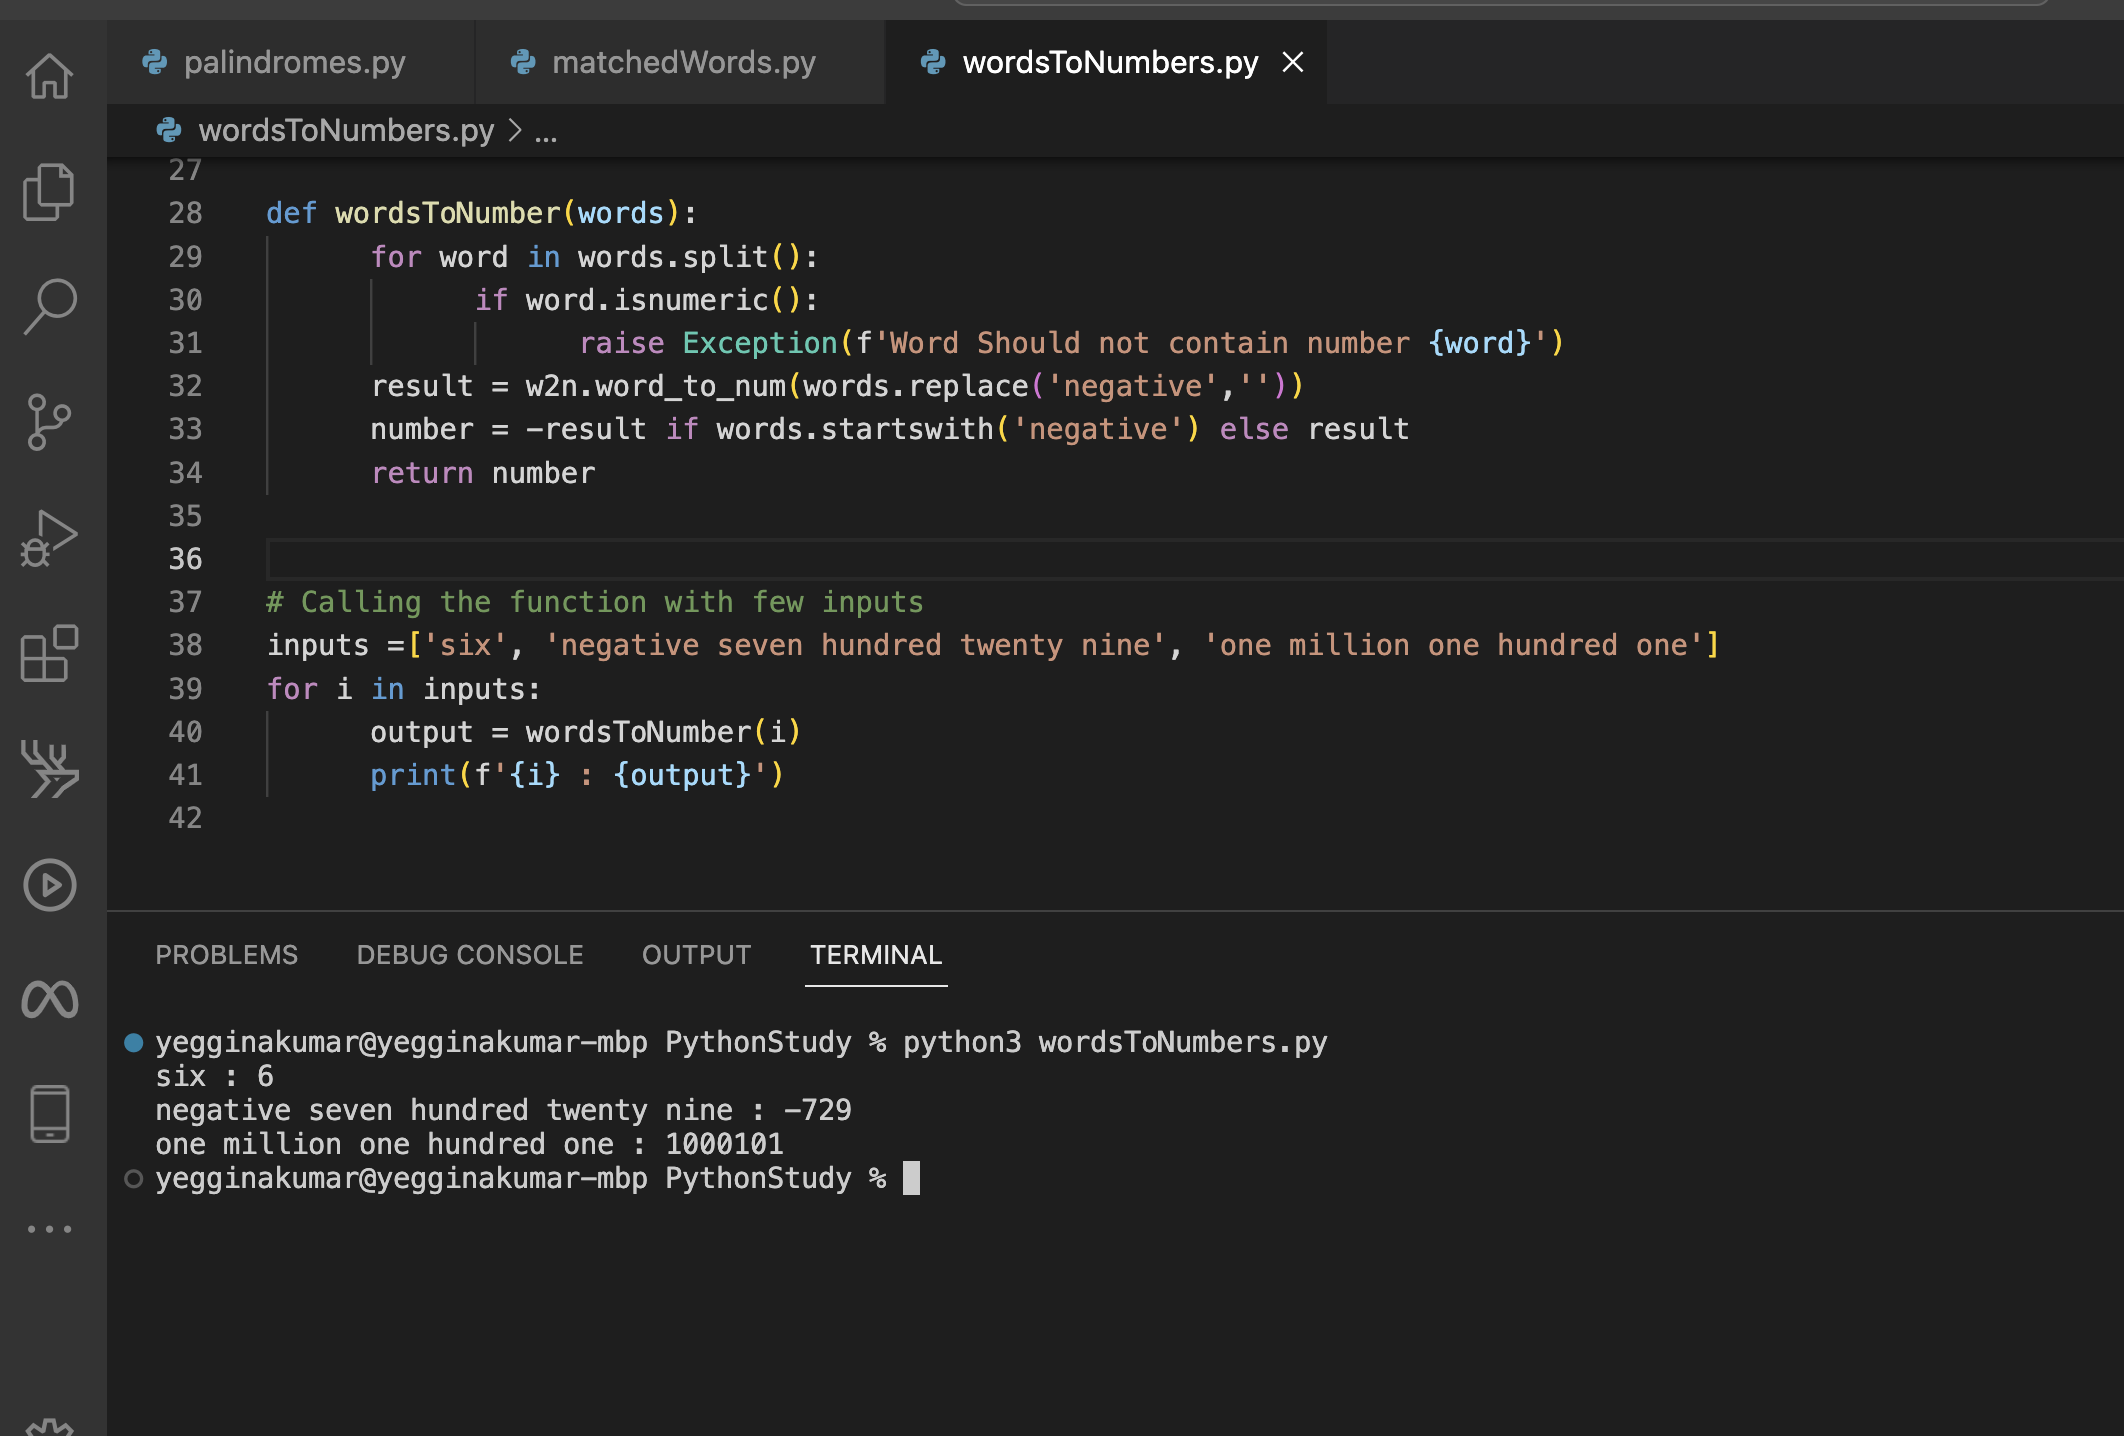 palindromes.py
matchedWords.py
wordsToNumbers.py
wordsToNumbers.py > ...
27
28 def wordsToNumber(words):
29 for word in words.split():
30 if word.isnumeric():
31 raise Exception(f'Word Should not contain number {word}')
32 result = w2n.word_to_num(words.replace('negative',''))
33 number = -result if words.startswith('negative') else result
34 return number
35
36
37 # Calling the function with few inputs
38 inputs =['six', 'negative seven hundred twenty nine', 'one million one hundred one']
39 for i in inputs:
40 output = wordsToNumber(i)
41 print(f'{i} : {output}')
42
PROBLEMS
DEBUG CONSOLE
OUTPUT
TERMINAL
yegginakumar@yegginakumar-mbp PythonStudy % python3 wordsToNumbers.py
six : 6
negative seven hundred twenty nine : -729
one million one hundred one : 1000101
yegginakumar@yegginakumar-mbp PythonStudy %